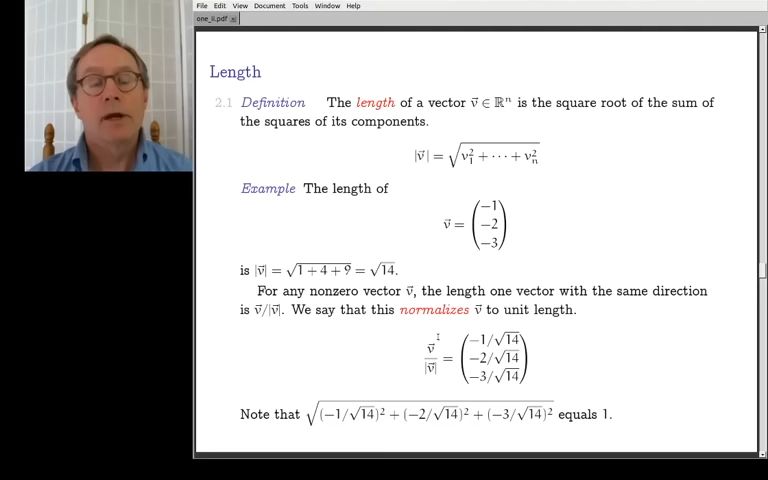 File Edit View Document Tools Window Help
one_ii.pdf
Length
2.1 Definition The length of a vector v⃗ ∈ ℝⁿ is the square root of the sum of
the squares of its components.
|v⃗| = √(v₁² + ··· + vₙ²)
Example The length of
v⃗ = (−1
−2
−3)
is |v⃗| = √(1 + 4 + 9) = √14.
For any nonzero vector v⃗, the length one vector with the same direction
is v⃗/|v⃗|. We say that this normalizes v⃗ to unit length.
v⃗/|v⃗| = (−1/√14
−2/√14
−3/√14)
Note that √((−1/√14)² + (−2/√14)² + (−3/√14)²) equals 1.